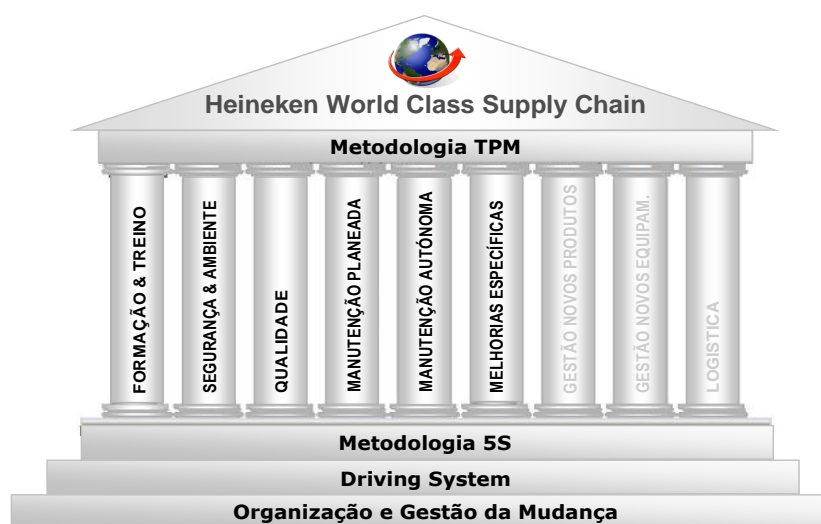 Heineken World Class Supply Chain
Metodologia TPM
FORMAÇÃO & TREINO
SEGURANÇA & AMBIENTE
QUALIDADE
MANUTENÇÃO PLANEADA
MANUTENÇÃO AUTÓNOMA
MELHORIAS ESPECÍFICAS
GESTÃO NOVOS PRODUTOS
GESTÃO NOVOS EQUIPAM.
LOGISTICA
Metodologia 5S
Driving System
Organização e Gestão da Mudança